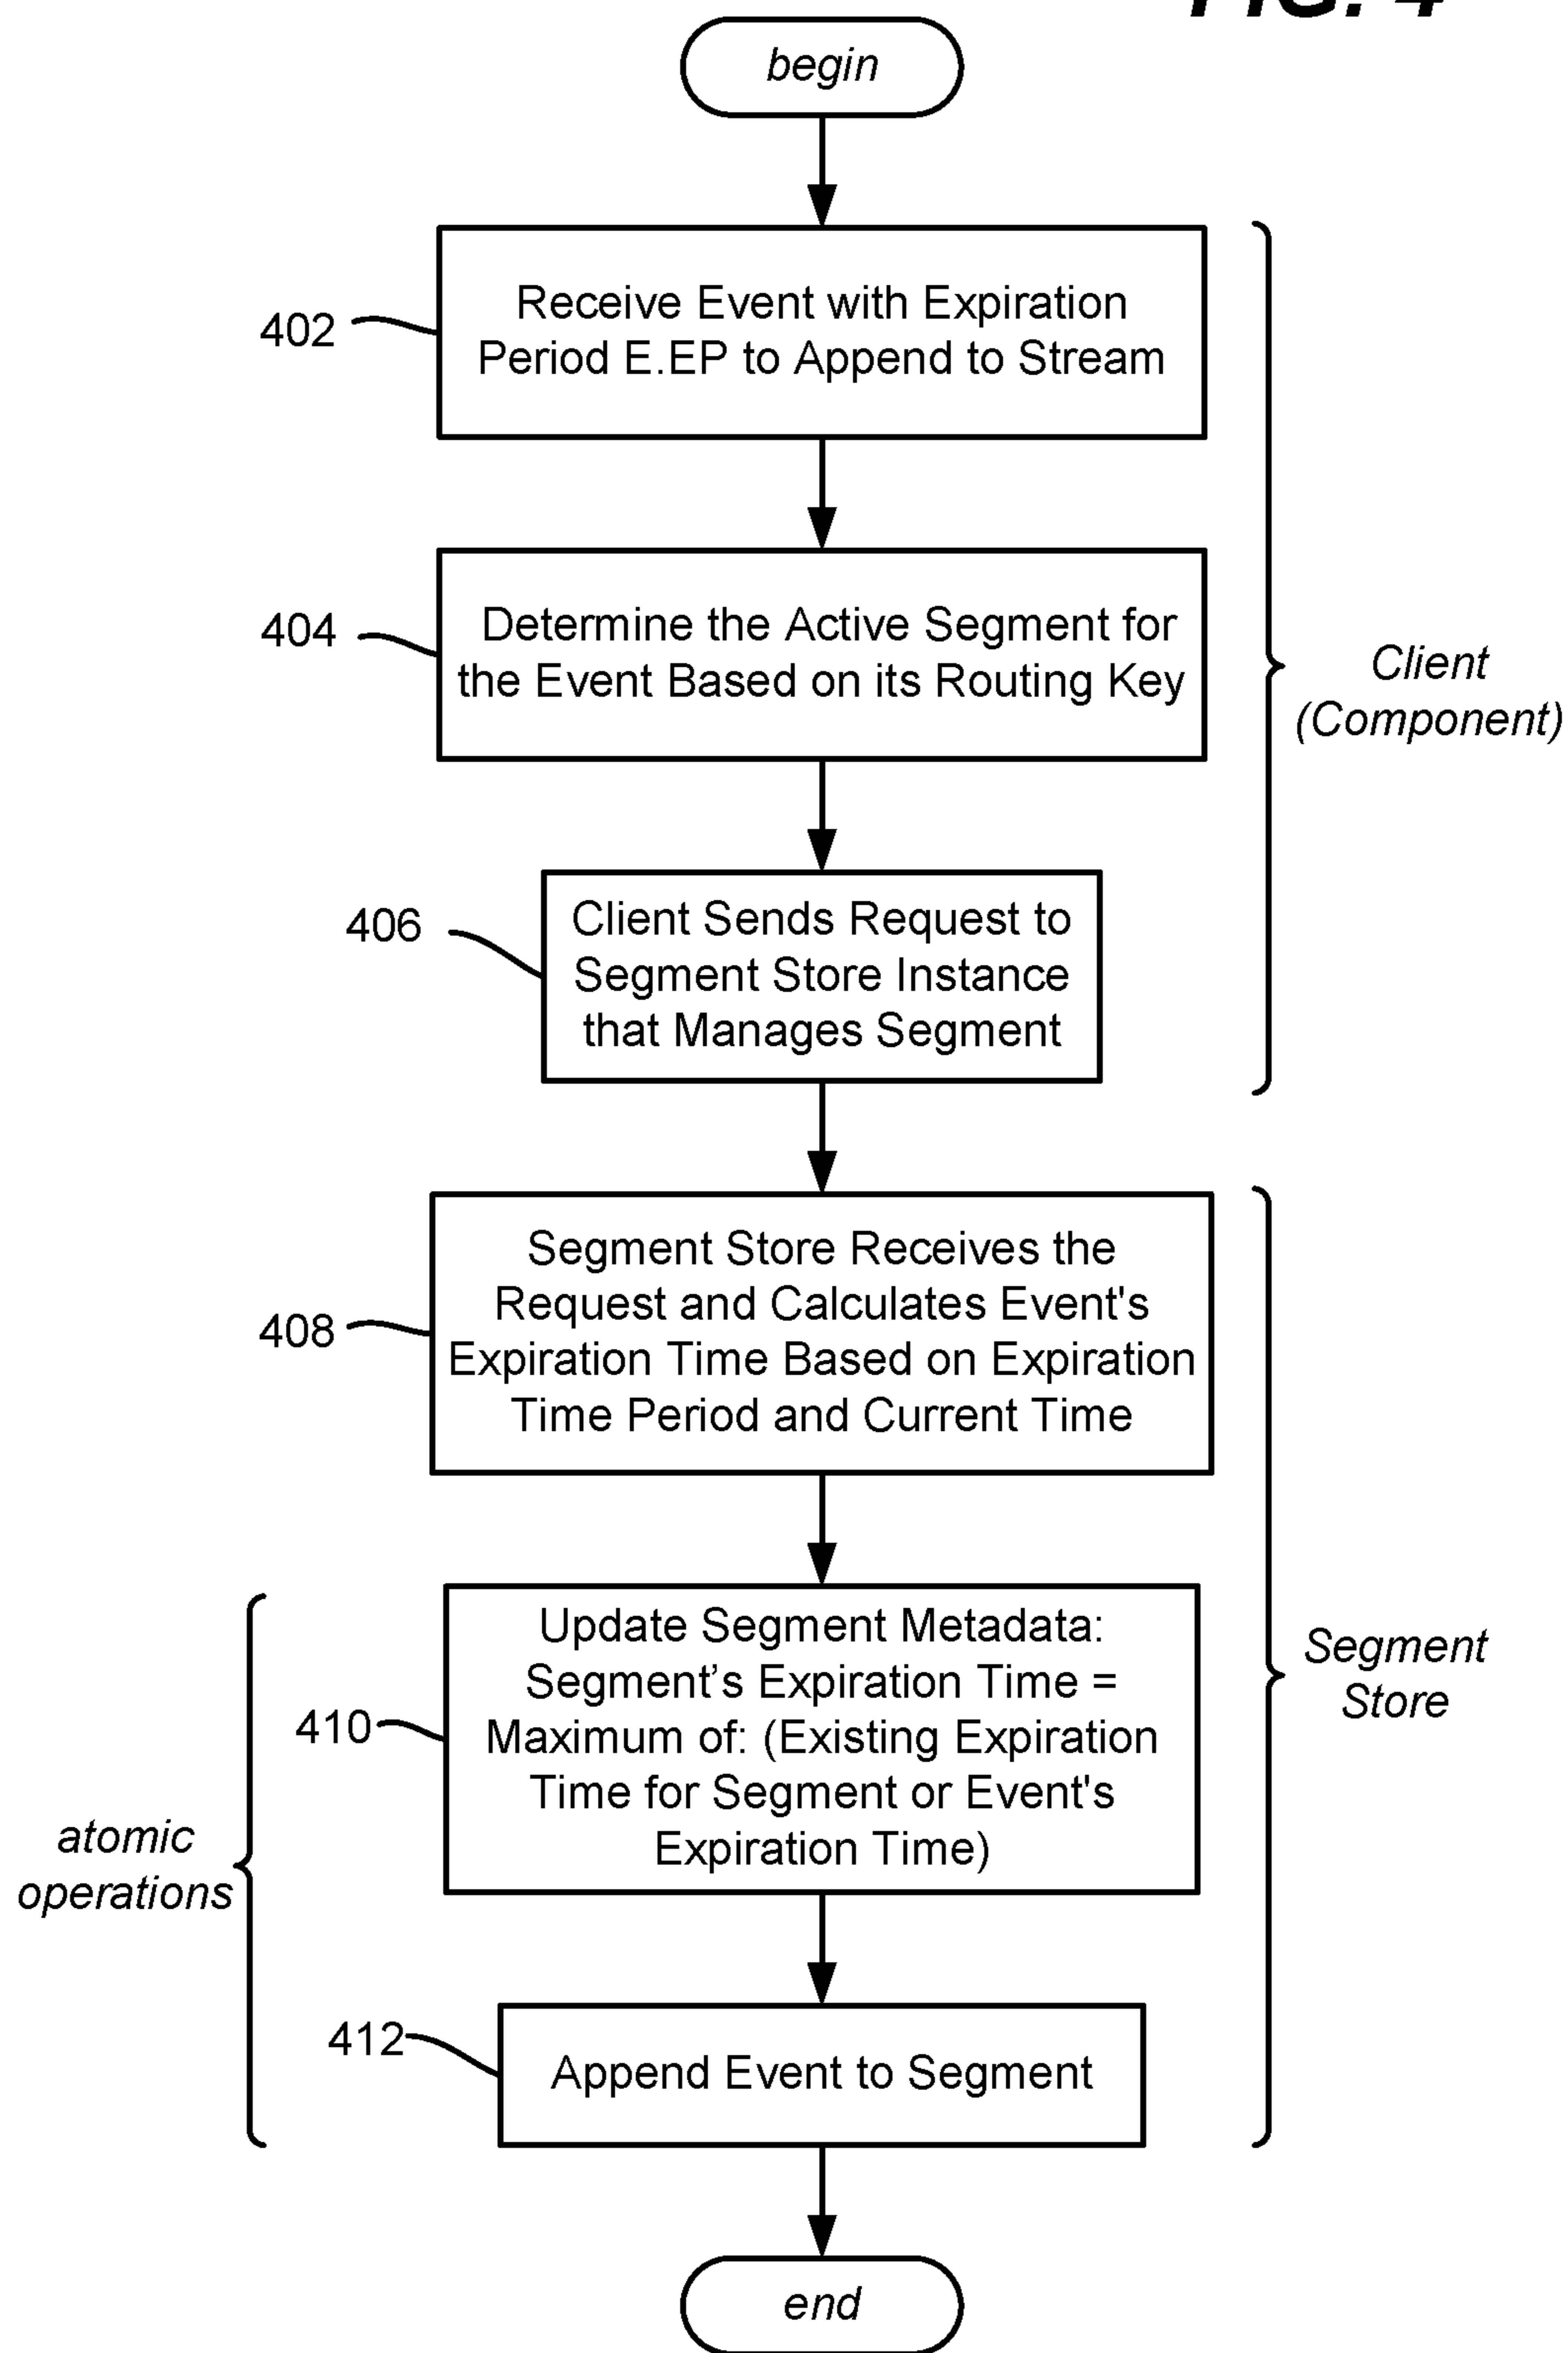 FIG. 4
begin
402
Receive Event with Expiration
Period E.EP to Append to Stream
404
Determine the Active Segment for
the Event Based on its Routing Key
Client
(Component)
406
Client Sends Request to
Segment Store Instance
that Manages Segment
408
Segment Store Receives the
Request and Calculates Event's
Expiration Time Based on Expiration
Time Period and Current Time
410
Update Segment Metadata:
Segment’s Expiration Time =
Maximum of: (Existing Expiration
Time for Segment or Event's
Expiration Time)
Segment
Store
atomic
operations
412
Append Event to Segment
end